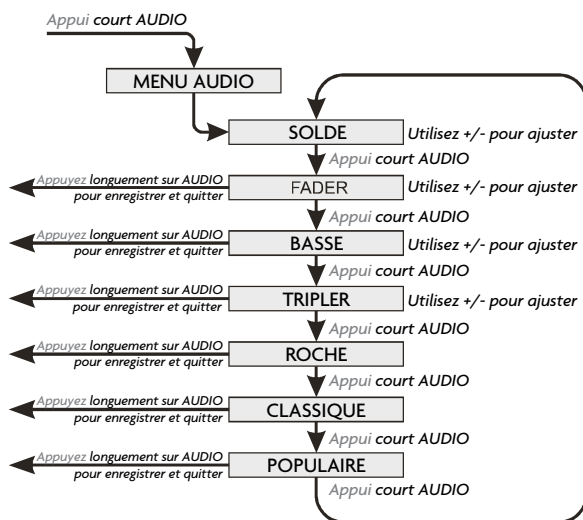 Appui court AUDIO
MENU AUDIO
SOLDE
Utilisez +/- pour ajuster
Appui court AUDIO
Appuyez longuement sur AUDIO
pour enregistrer et quitter
FADER
Utilisez +/- pour ajuster
Appui court AUDIO
Appuyez longuement sur AUDIO
pour enregistrer et quitter
BASSE
Utilisez +/- pour ajuster
Appui court AUDIO
Appuyez longuement sur AUDIO
pour enregistrer et quitter
TRIPLER
Utilisez +/- pour ajuster
Appui court AUDIO
Appuyez longuement sur AUDIO
pour enregistrer et quitter
ROCHE
Appui court AUDIO
Appuyez longuement sur AUDIO
pour enregistrer et quitter
CLASSIQUE
Appui court AUDIO
Appuyez longuement sur AUDIO
pour enregistrer et quitter
POPULAIRE
Appui court AUDIO